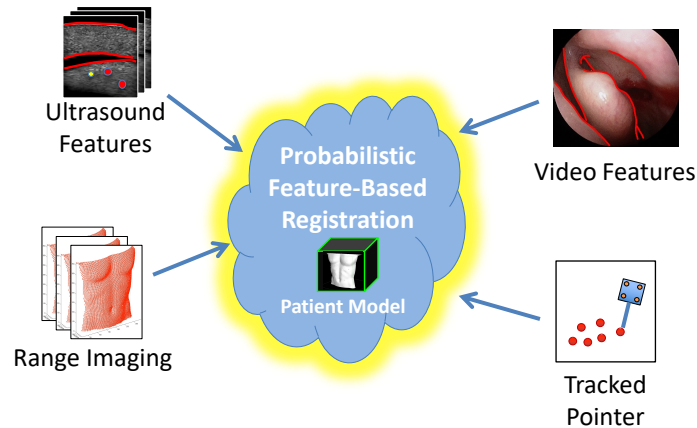 Ultrasound
Features
Probabilistic
Feature-Based
Registration
Patient Model
Video Features
Range Imaging
Tracked
Pointer